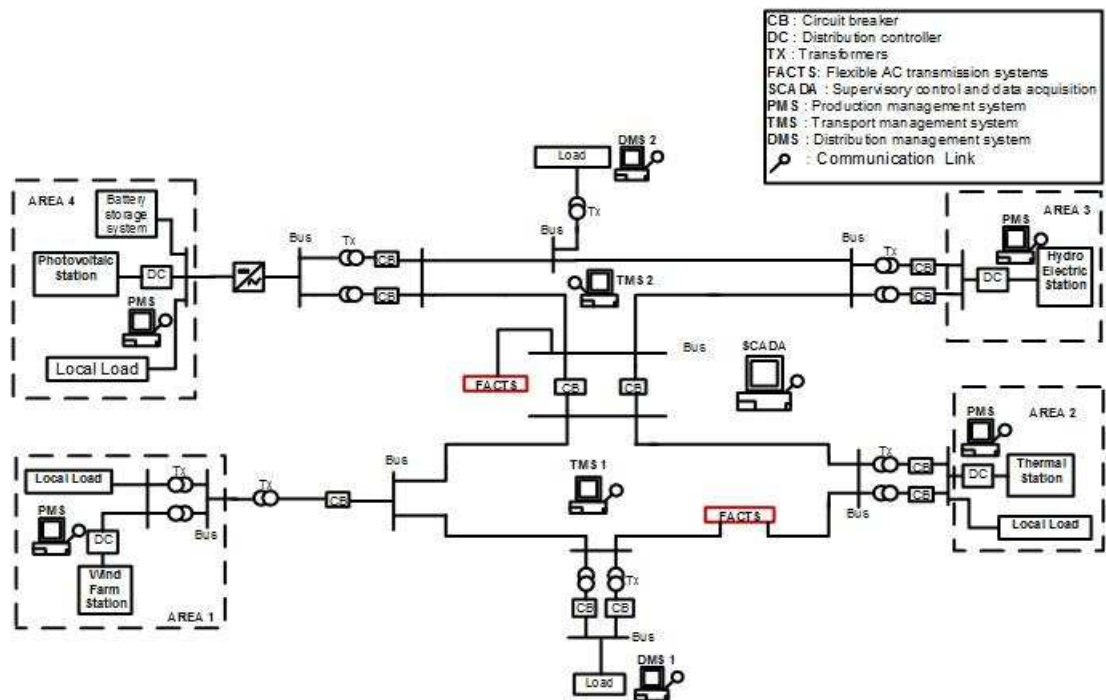 CB : Circuit breaker
DC : Distribution controller
TX : Transformers
FACTS: Flexible AC transmission systems
SCADA : Supervisory control and data acquisition
PMS : Production management system
TMS : Transport management system
DMS : Distribution management system
: Communication Link
DMS 2
Load
Tx
Bus
AREA 4
Battery
storage
system
Photovoltaic
Station
DC
PMS
Local Load
Bus
Tx
CB
CB
TMS 2
Bus
Tx
CB
CB
AREA 3
PMS
DC
Hydro
Electric
Station
Bus
FACTS
CB
CB
SCADA
AREA 2
PMS
DC
Thermal
Station
Local Load
Tx
CB
CB
Bus
AREA 1
Local Load
Tx
PMS
DC
Wind
Farm
Station
Bus
Tx
CB
Bus
TMS 1
FACTS
Tx
CB
CB
Bus
Load
DMS 1